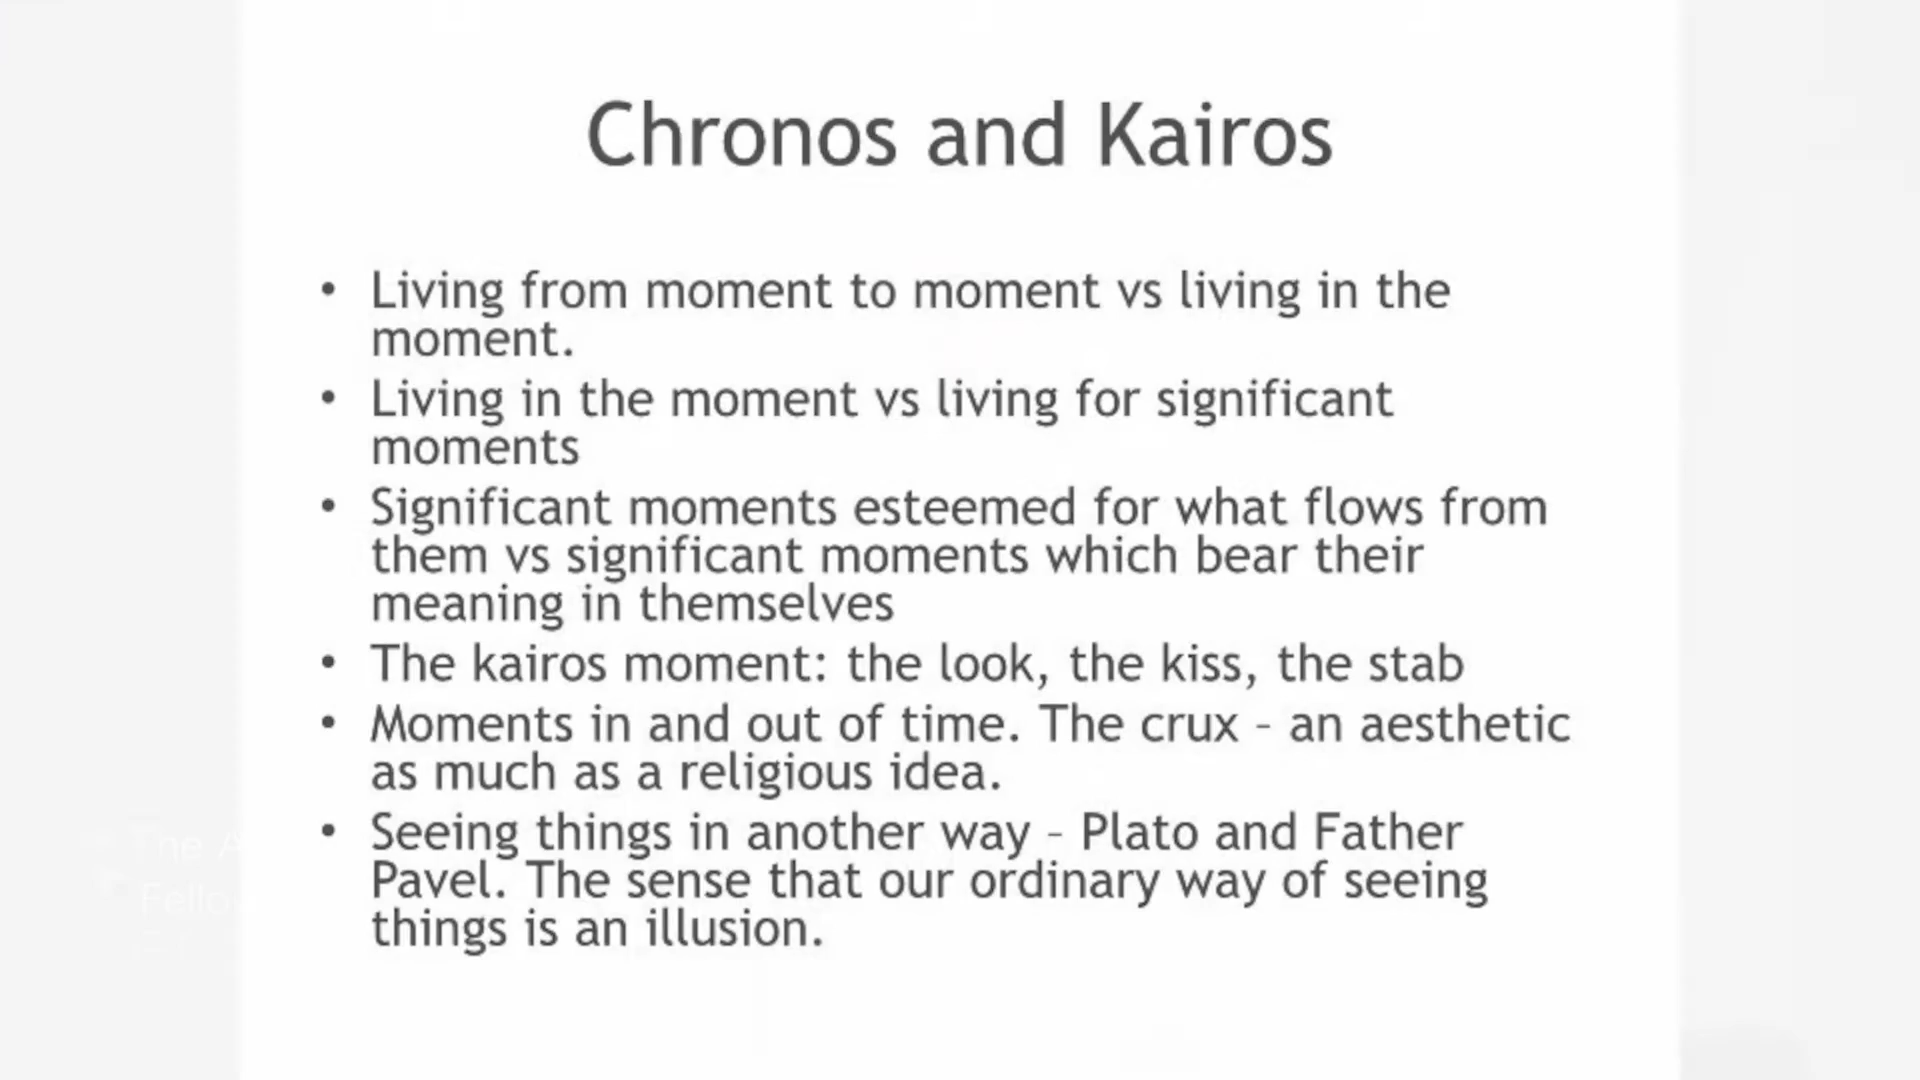 Chronos and Kairos
• Living from moment to moment vs living in the
moment.
• Living in the moment vs living for significant
moments
• Significant moments esteemed for what flows from
them vs significant moments which bear their
meaning in themselves
• The kairos moment: the look, the kiss, the stab
• Moments in and out of time. The crux – an aesthetic
as much as a religious idea.
• Seeing things in another way – Plato and Father
Pavel. The sense that our ordinary way of seeing
things is an illusion.
The